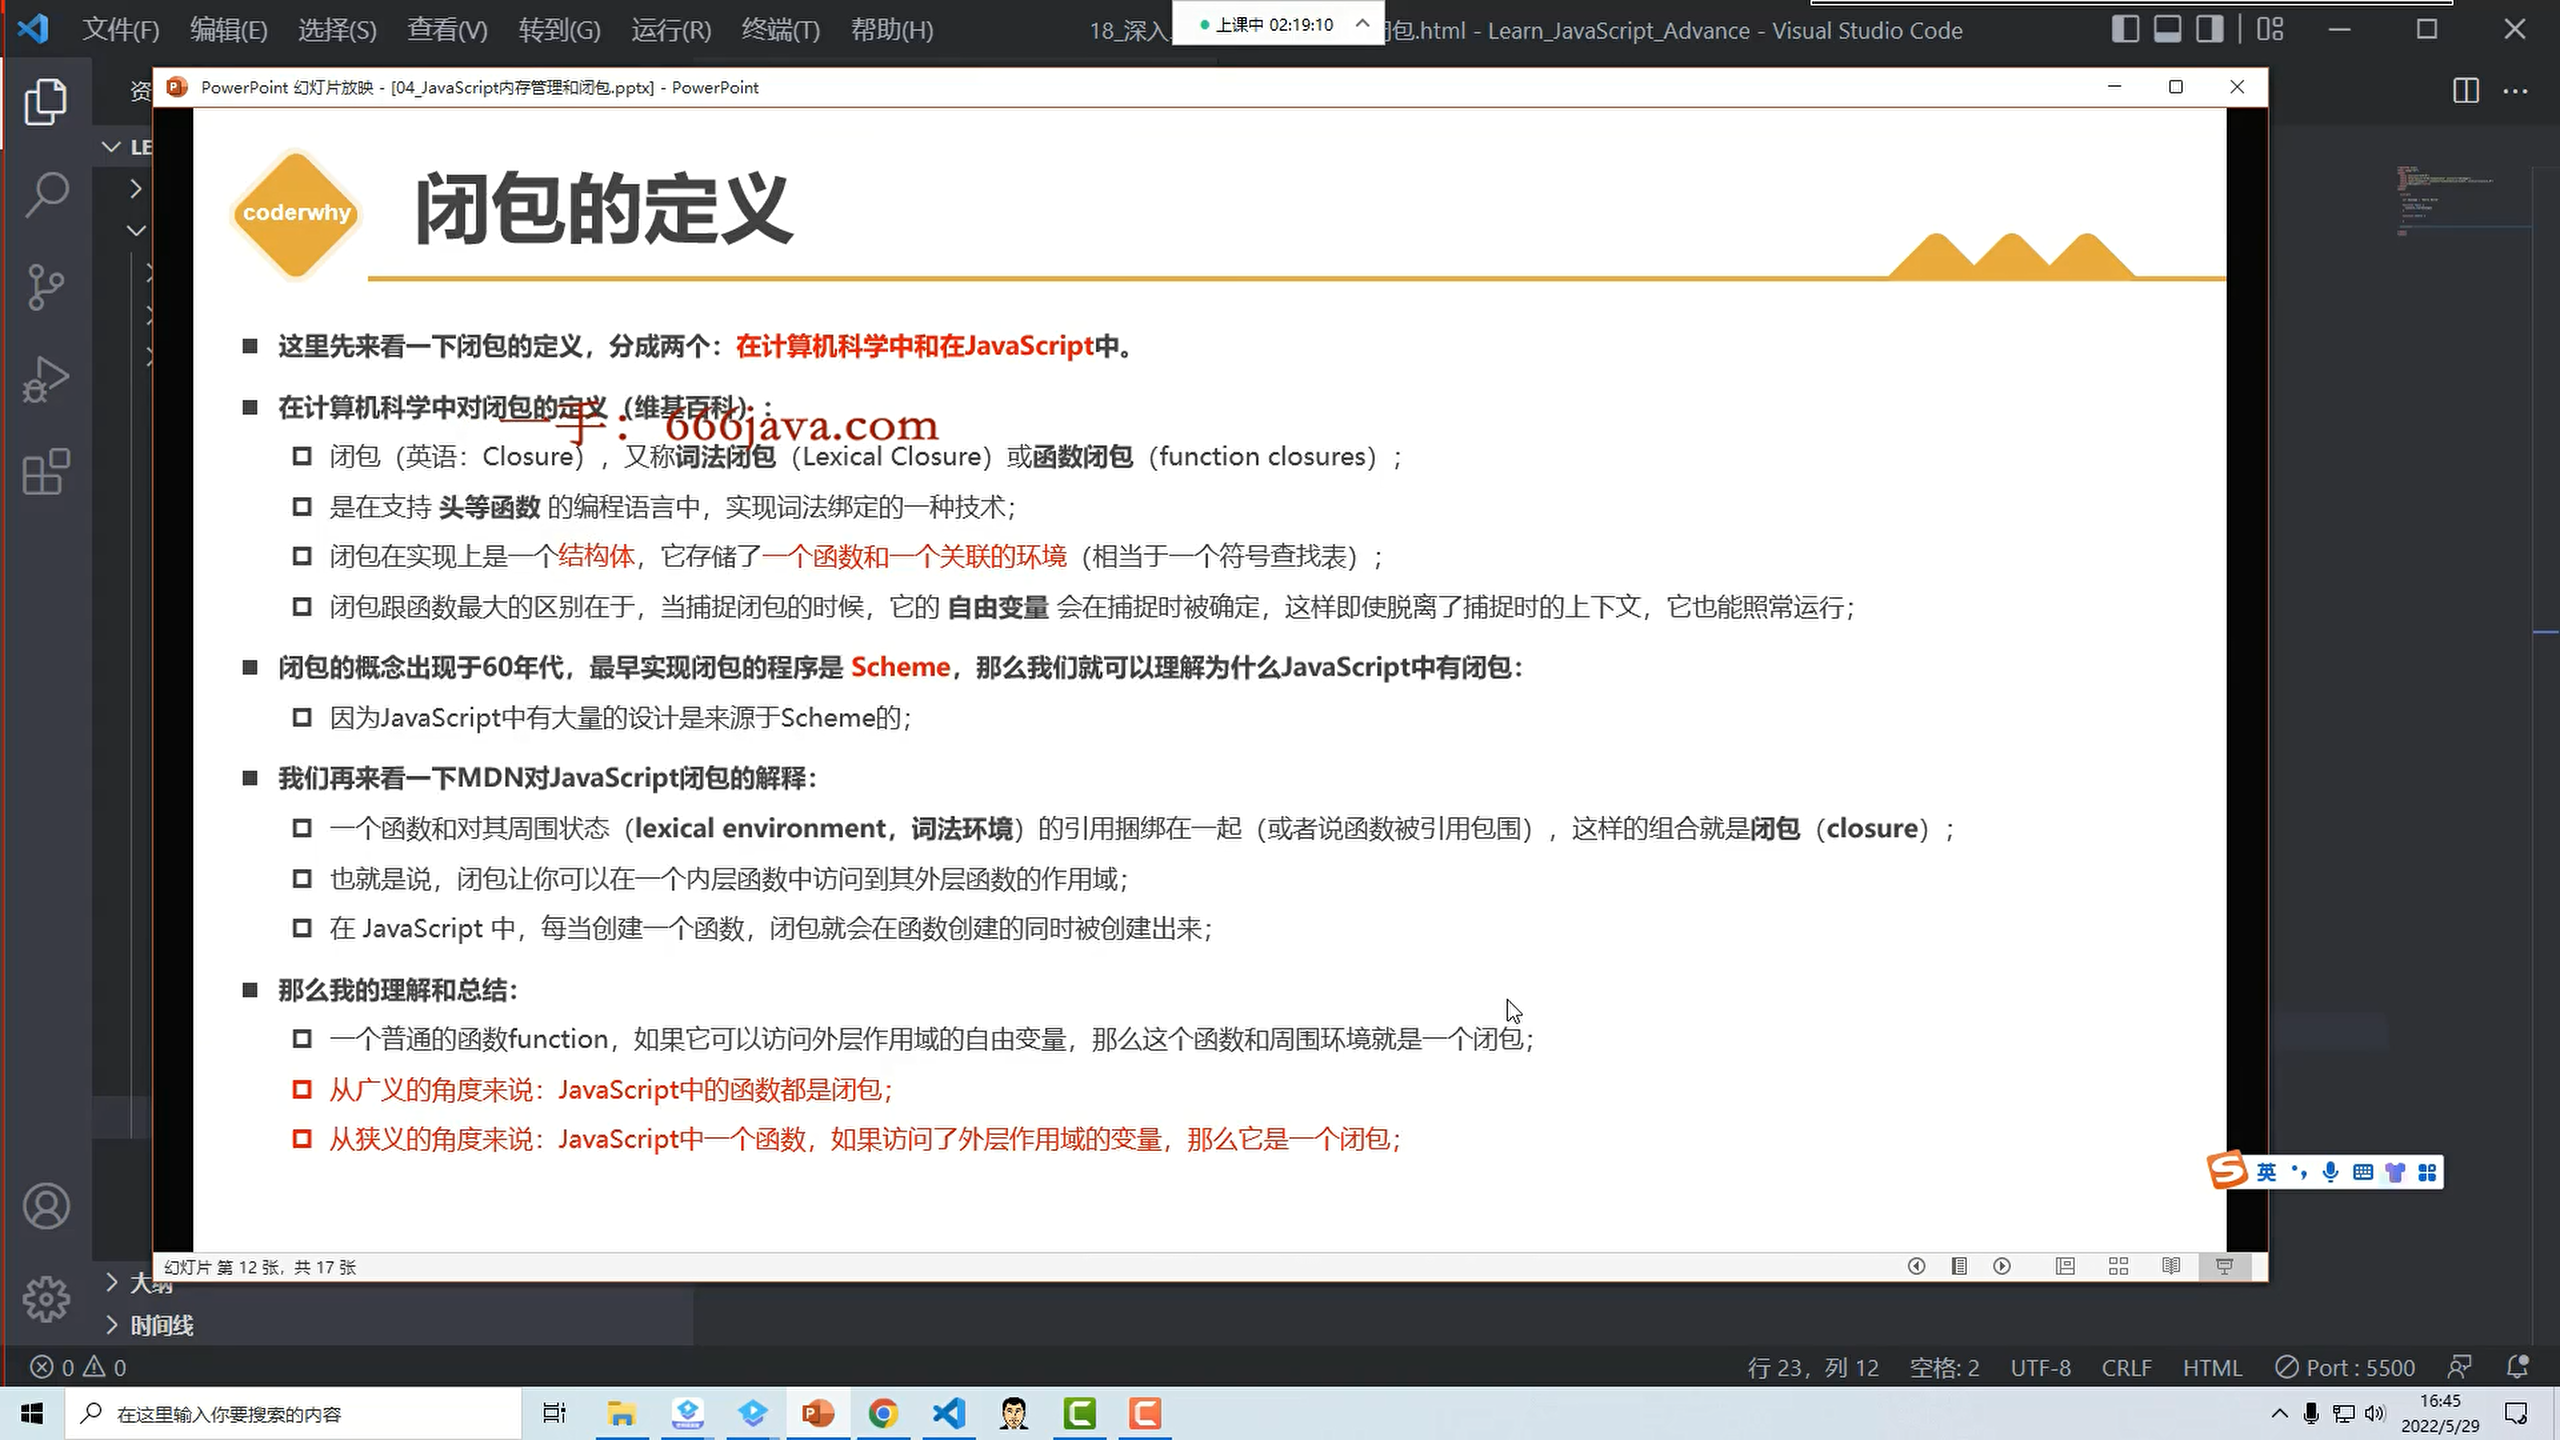 文件(F) 编辑(E) 选择(S) 查看(V) 转到(G) 运行(R) 终端(T) 帮助(H)
18_深入
上课中 02:19:10
包.html - Learn_JavaScript_Advance - Visual Studio Code
资
PowerPoint 幻灯片放映 - [04_JavaScript内存管理和闭包.pptx] - PowerPoint
LE
coderwhy
闭包的定义
这里先来看一下闭包的定义，分成两个：在计算机科学中和在JavaScript中。
在计算机科学中对闭包的定义（维基百科）：
一手：666java.com
闭包（英语：Closure），又称词法闭包（Lexical Closure）或函数闭包（function closures）；
是在支持 头等函数 的编程语言中，实现词法绑定的一种技术；
闭包在实现上是一个结构体，它存储了一个函数和一个关联的环境（相当于一个符号查找表）；
闭包跟函数最大的区别在于，当捕捉闭包的时候，它的 自由变量 会在捕捉时被确定，这样即使脱离了捕捉时的上下文，它也能照常运行；
闭包的概念出现于60年代，最早实现闭包的程序是 Scheme，那么我们就可以理解为什么JavaScript中有闭包：
因为JavaScript中有大量的设计是来源于Scheme的；
我们再来看一下MDN对JavaScript闭包的解释：
一个函数和对其周围状态（lexical environment，词法环境）的引用捆绑在一起（或者说函数被引用包围），这样的组合就是闭包（closure）；
也就是说，闭包让你可以在一个内层函数中访问到其外层函数的作用域；
在 JavaScript 中，每当创建一个函数，闭包就会在函数创建的同时被创建出来；
那么我的理解和总结：
一个普通的函数function，如果它可以访问外层作用域的自由变量，那么这个函数和周围环境就是一个闭包；
从广义的角度来说：JavaScript中的函数都是闭包；
从狭义的角度来说：JavaScript中一个函数，如果访问了外层作用域的变量，那么它是一个闭包；
英
幻灯片 第 12 张，共 17 张
大纲
时间线
0 0
行 23，列 12 空格: 2 UTF-8 CRLF HTML Port : 5500
在这里输入你要搜索的内容
16:45
2022/5/29